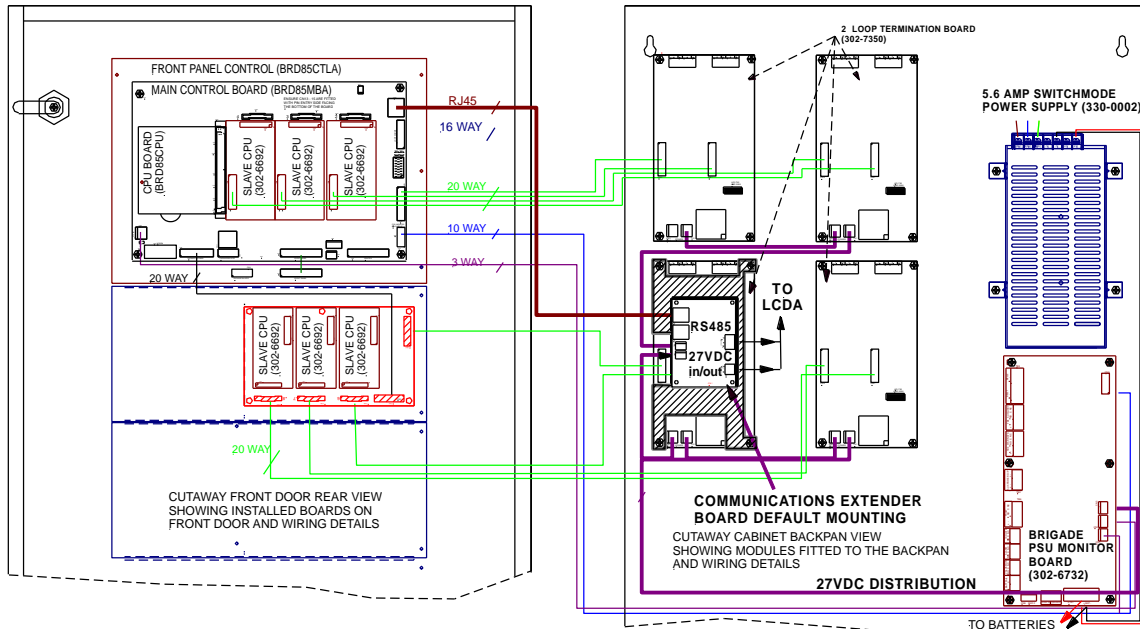 FRONT PANEL CONTROL (BRD85CTLA)
MAIN CONTROL BOARD (BRD85MBA)
CPU BOARD
(BRD85CPU)
SLAVE CPU
(302-6692)
SLAVE CPU
(302-6692)
SLAVE CPU
(302-6692)
RJ45
16 WAY
20 WAY
10 WAY
3 WAY
20 WAY
SLAVE CPU
(302-6692)
SLAVE CPU
(302-6692)
SLAVE CPU
(302-6692)
20 WAY
CUTAWAY FRONT DOOR REAR VIEW
SHOWING INSTALLED BOARDS ON
FRONT DOOR AND WIRING DETAILS
2 LOOP TERMINATION BOARD
(302-7350)
5.6 AMP SWITCHMODE
POWER SUPPLY (330-0002)
TO
LCDA
RS485
27VDC
in/out
COMMUNICATIONS EXTENDER
BOARD DEFAULT MOUNTING
CUTAWAY CABINET BACKPAN VIEW
SHOWING MODULES FITTED TO THE BACKPAN
AND WIRING DETAILS
27VDC DISTRIBUTION
BRIGADE
PSU MONITOR
BOARD
(302-6732)
TO BATTERIES